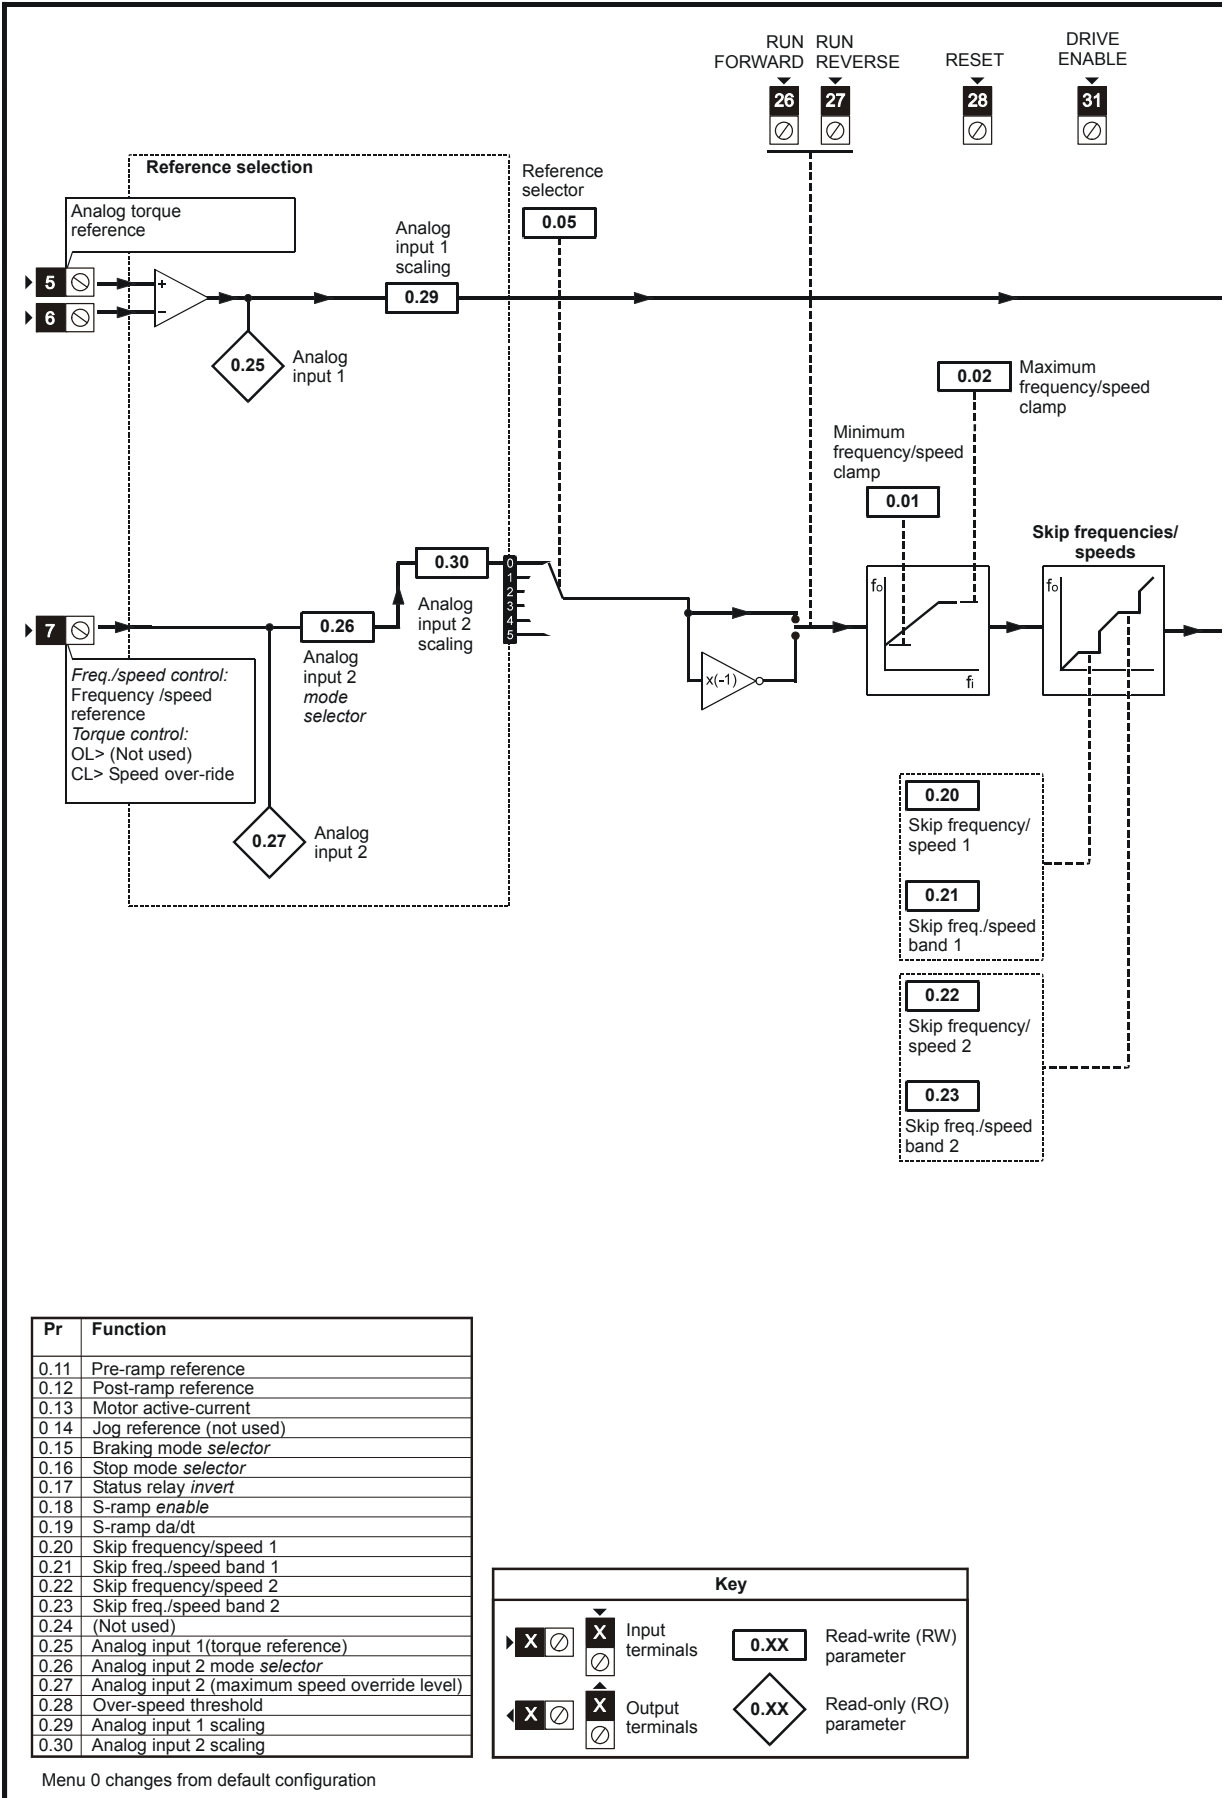 RUN FORWARD
RUN REVERSE
RESET
DRIVE ENABLE
26
27
28
31
Reference selection
Analog torque
reference
5
6
+
−
0.25
Analog
input 1
Analog
input 1
scaling
0.29
Reference
selector
0.05
0.02
Maximum
frequency/speed
clamp
Minimum
frequency/speed
clamp
0.01
Skip frequencies/
speeds
7
Freq./speed control:
Frequency /speed
reference
Torque control:
OL> (Not used)
CL> Speed over-ride
0.26
Analog
input 2
mode
selector
0.27
Analog
input 2
0.30
Analog
input 2
scaling
0
1
2
3
4
5
x(-1)
fo
fi
fo
0.20
Skip frequency/
speed 1
0.21
Skip freq./speed
band 1
0.22
Skip frequency/
speed 2
0.23
Skip freq./speed
band 2
Pr Function
0.11 Pre-ramp reference
0.12 Post-ramp reference
0.13 Motor active-current
0 14 Jog reference (not used)
0.15 Braking mode selector
0.16 Stop mode selector
0.17 Status relay invert
0.18 S-ramp enable
0.19 S-ramp da/dt
0.20 Skip frequency/speed 1
0.21 Skip freq./speed band 1
0.22 Skip frequency/speed 2
0.23 Skip freq./speed band 2
0.24 (Not used)
0.25 Analog input 1(torque reference)
0.26 Analog input 2 mode selector
0.27 Analog input 2 (maximum speed override level)
0.28 Over-speed threshold
0.29 Analog input 1 scaling
0.30 Analog input 2 scaling
Key
X
X
Input
terminals
0.XX
Read-write (RW)
parameter
X
X
Output
terminals
0.XX
Read-only (RO)
parameter
Menu 0 changes from default configuration